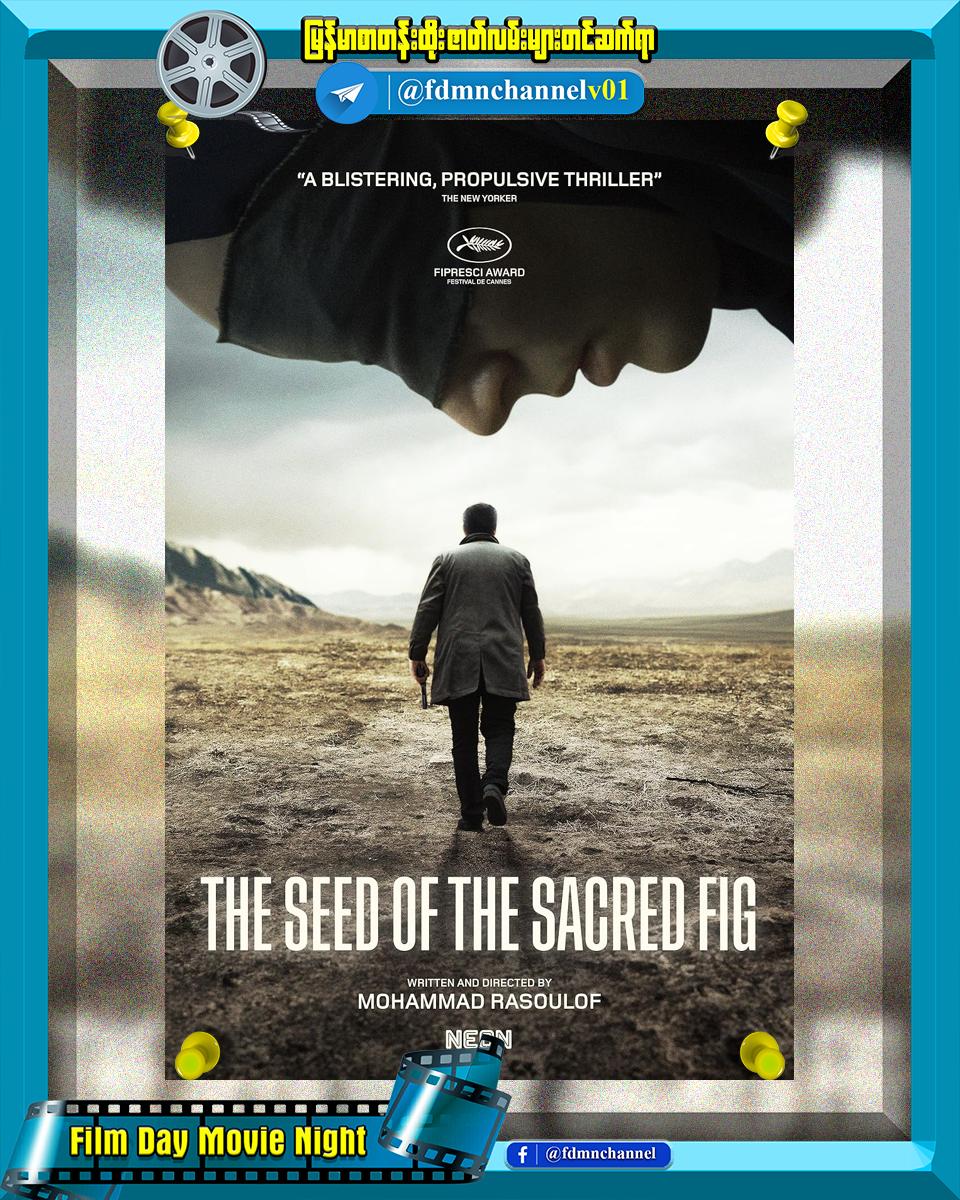 မြန်မာစာတန်းထိုးဇာတ်လမ်းများတင်ဆက်ရာ
@fdmnchannelv01
“A BLISTERING, PROPULSIVE THRILLER”
THE NEW YORKER
FIPRESCI AWARD
FESTIVAL DE CANNES
THE SEED OF THE SACRED FIG
WRITTEN AND DIRECTED BY
MOHAMMAD RASOULOF
NEON
Film Day Movie Night
@fdmnchannel